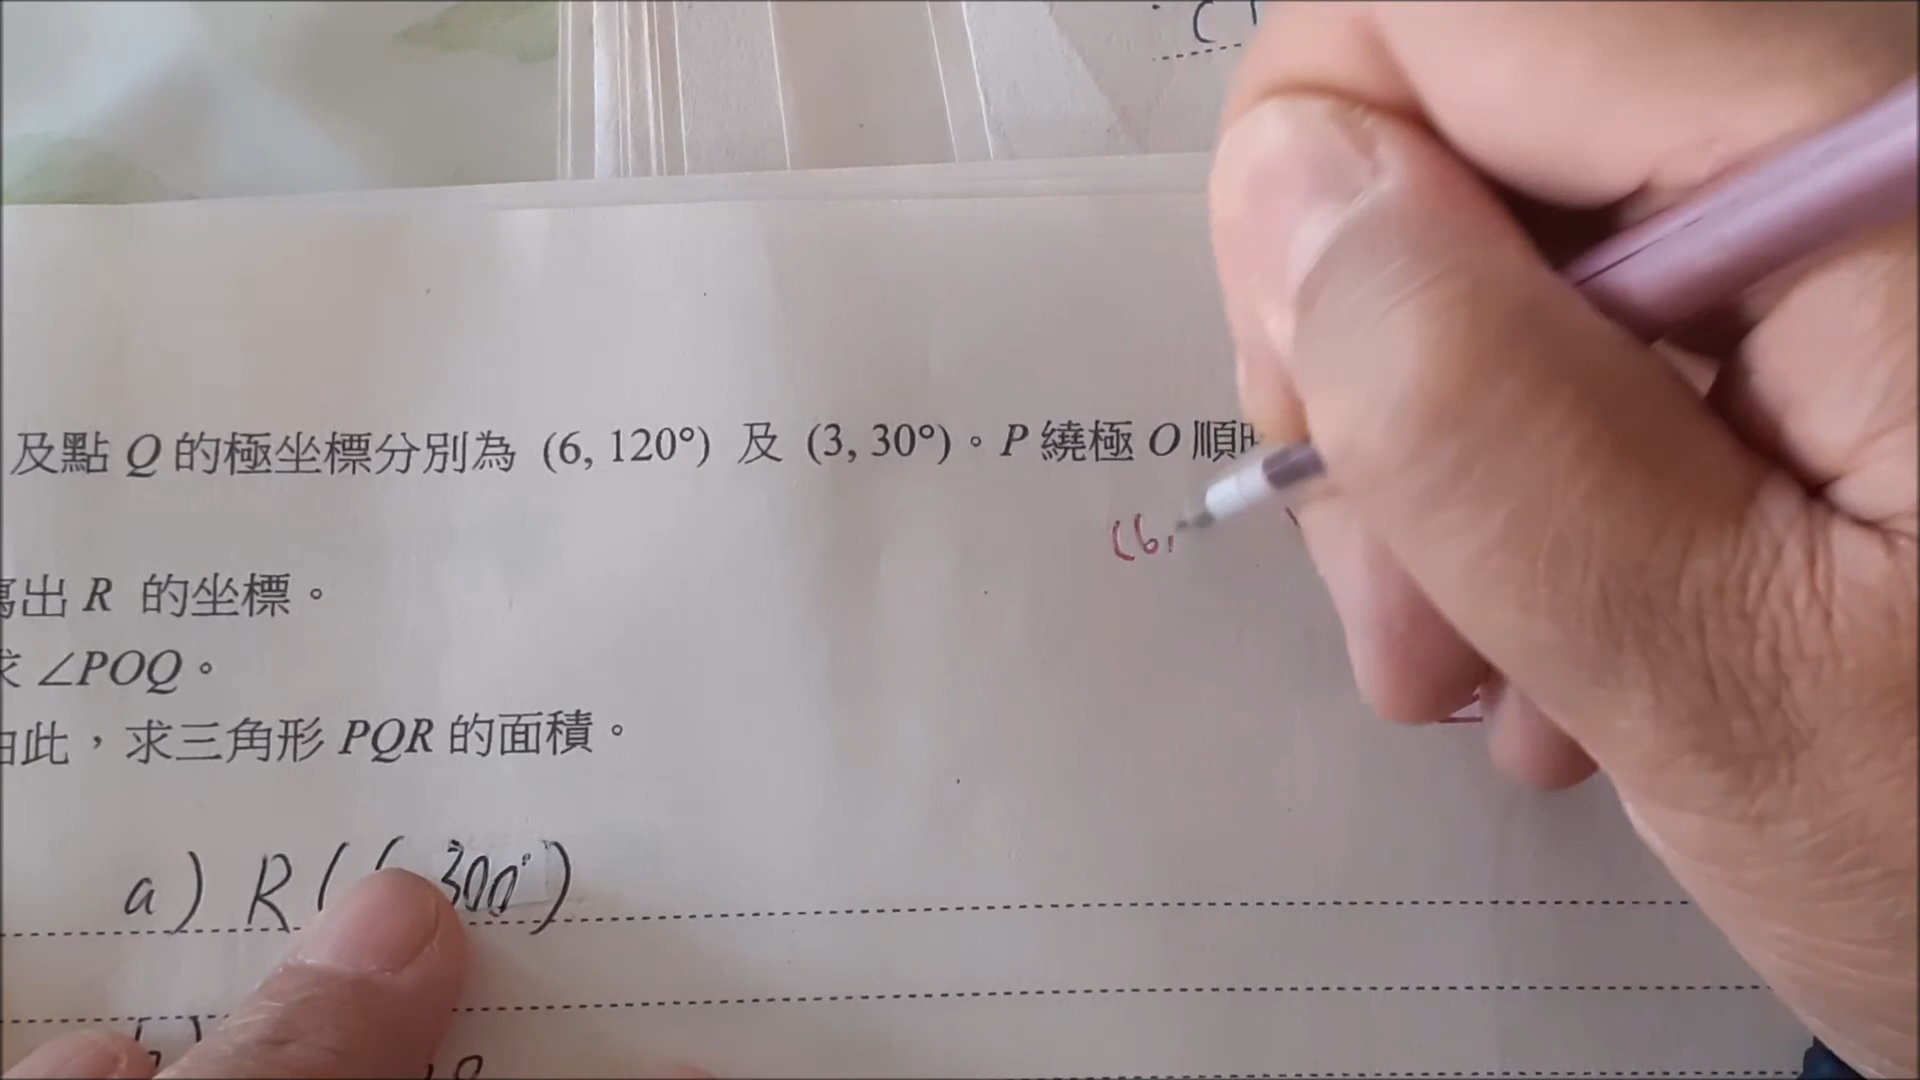 及點 Q 的極坐標分別為 (6, 120°) 及 (3, 30°)。P 繞極 O 順
(6,
出 R 的坐標。
∠POQ。
此，求三角形 PQR 的面積。
a) R ( 300°)